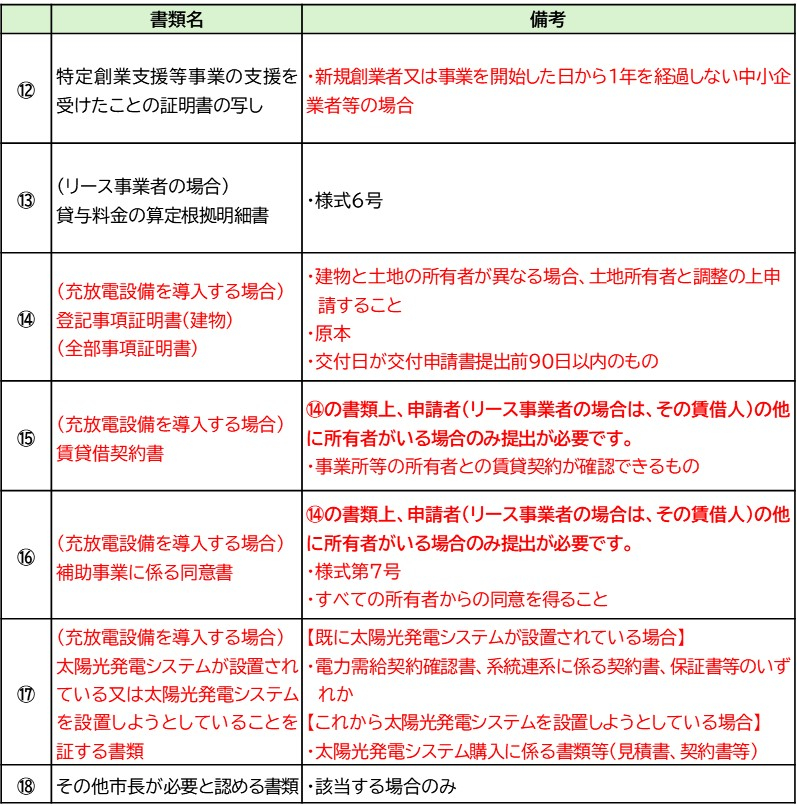 書類名
備考
⑫
特定創業支援等事業の支援を
受けたことの証明書の写し
・新規創業者又は事業を開始した日から1年を経過しない中小企
業者等の場合
⑬
（リース事業者の場合）
貸与料金の算定根拠明細書
・様式6号
⑭
（充放電設備を導入する場合）
登記事項証明書（建物）
（全部事項証明書）
・建物と土地の所有者が異なる場合、土地所有者と調整の上申
請すること
・原本
・交付日が交付申請書提出前90日以内のもの
⑮
（充放電設備を導入する場合）
賃貸借契約書
⑭の書類上、申請者（リース事業者の場合は、その賃借人）の他
に所有者がいる場合のみ提出が必要です。
・事業所等の所有者との賃貸契約が確認できるもの
⑯
（充放電設備を導入する場合）
補助事業に係る同意書
⑭の書類上、申請者（リース事業者の場合は、その賃借人）の他
に所有者がいる場合のみ提出が必要です。
・様式第7号
・すべての所有者からの同意を得ること
⑰
（充放電設備を導入する場合）
太陽光発電システムが設置され
ている又は太陽光発電システム
を設置しようとしていることを
証する書類
【既に太陽光発電システムが設置されている場合】
・電力需給契約確認書、系統連系に係る契約書、保証書等のいず
れか
【これから太陽光発電システムを設置しようとしている場合】
・太陽光発電システム購入に係る書類等（見積書、契約書等）
⑱
その他市長が必要と認める書類
・該当する場合のみ